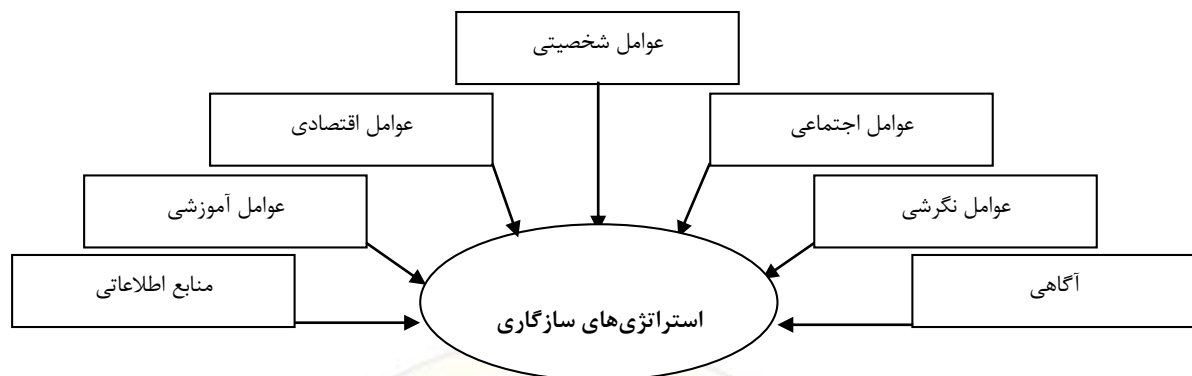 عوامل شخصیتی
عوامل اجتماعی
عوامل اقتصادی
عوامل نگرشی
عوامل آموزشی
آگاهی
منابع اطلاعاتی
استراتژی‌های سازگاری